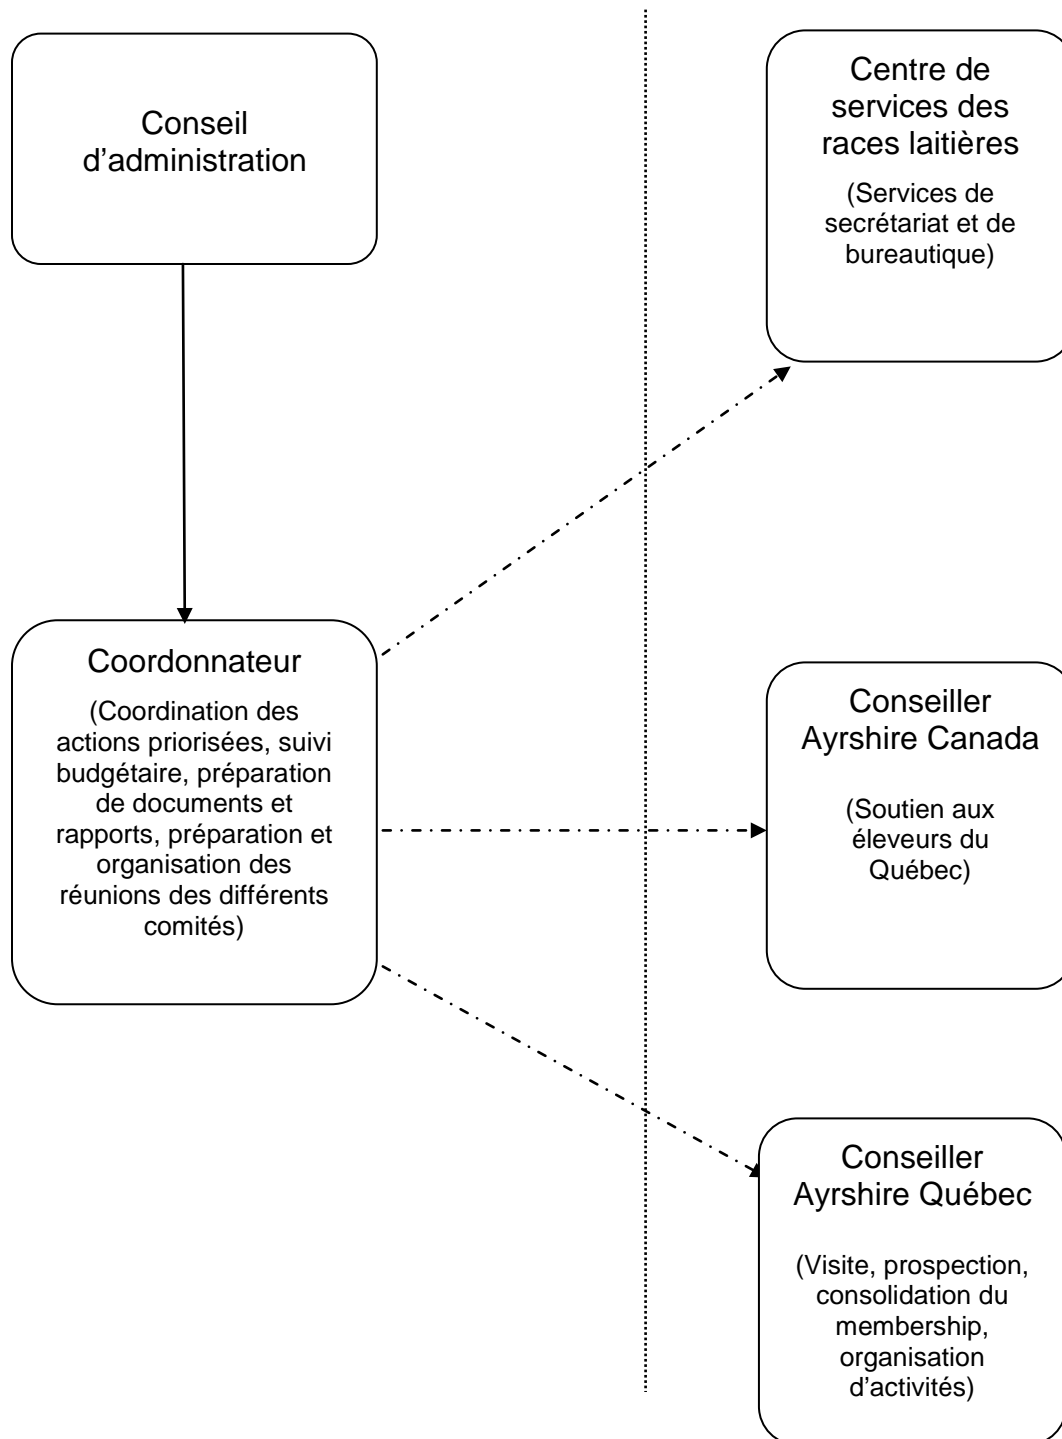 Conseil
d’administration
Centre de
services des
races laitières
(Services de
secrétariat et de
bureautique)
Coordonnateur
(Coordination des
actions priorisées, suivi
budgétaire, préparation
de documents et
rapports, préparation et
organisation des
réunions des différents
comités)
Conseiller
Ayrshire Canada
(Soutien aux
éleveurs du
Québec)
Conseiller
Ayrshire Québec
(Visite, prospection,
consolidation du
membership,
organisation
d’activités)